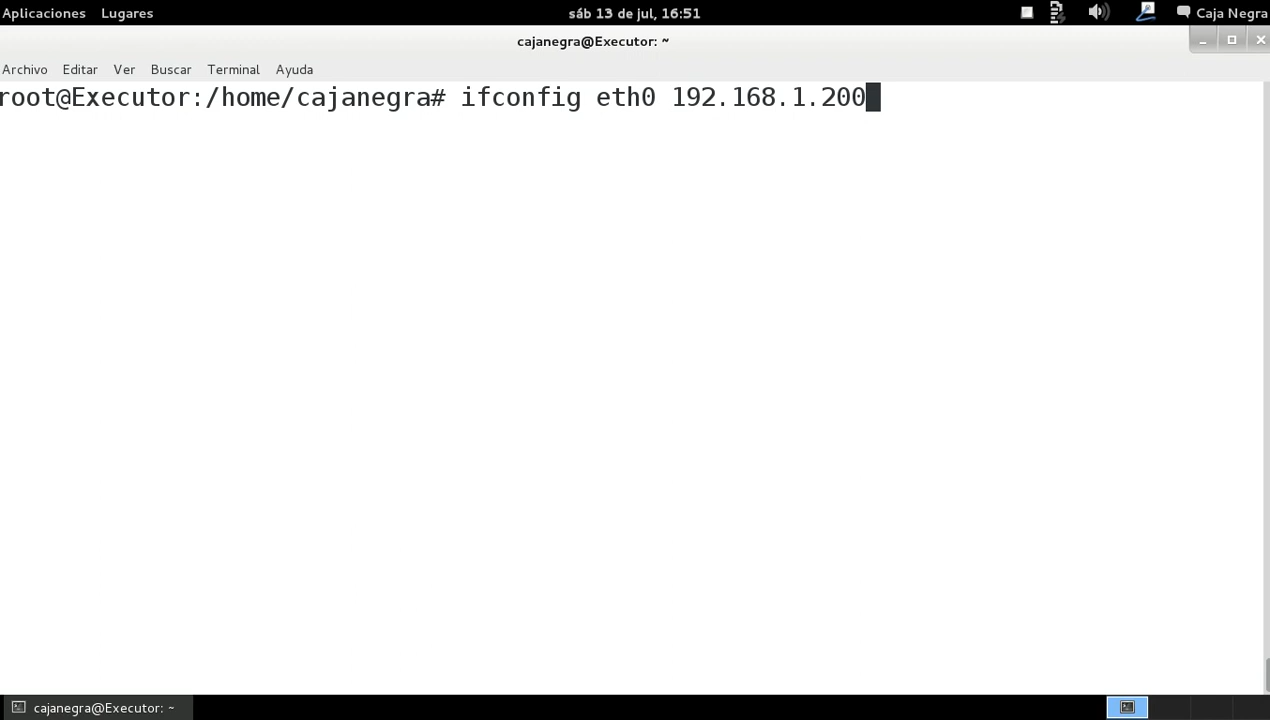 Aplicaciones Lugares sáb 13 de jul, 16:51 Caja Negra
cajanegra@Executor: ~
Archivo Editar Ver Buscar Terminal Ayuda
root@Executor:/home/cajanegra# ifconfig eth0 192.168.1.200
cajanegra@Executor: ~